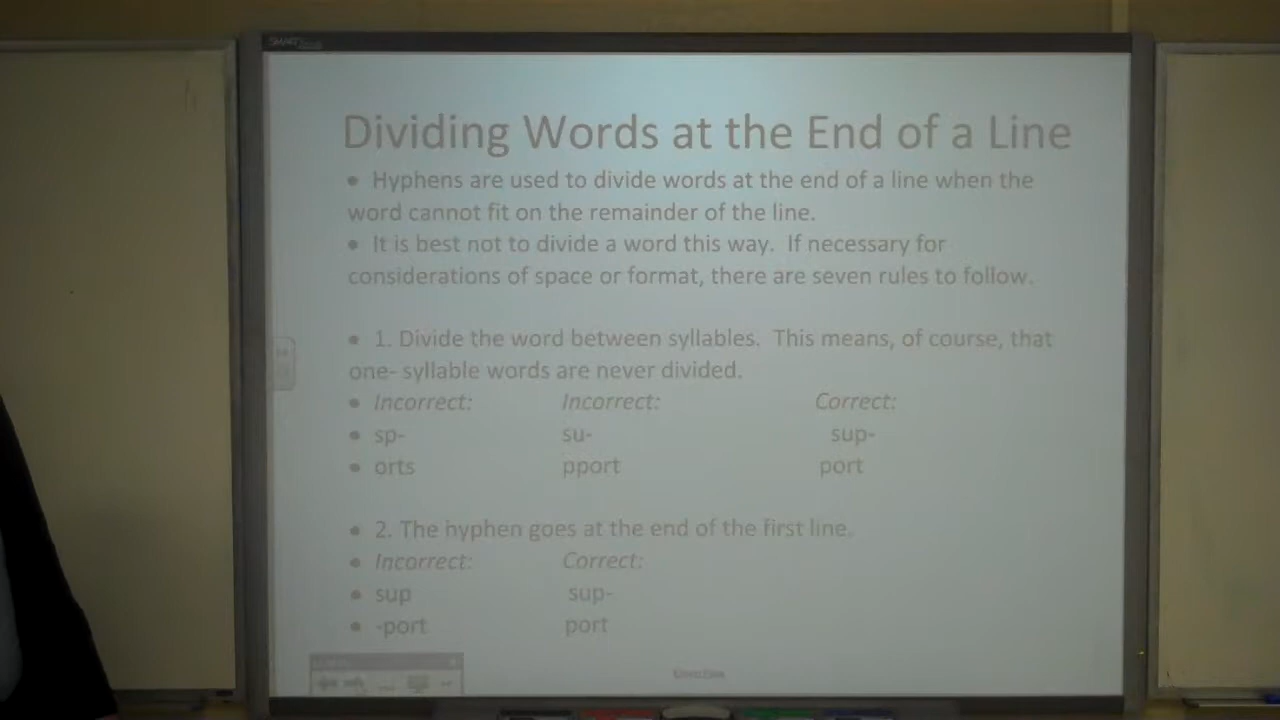 SMART
Dividing Words at the End of a Line
• Hyphens are used to divide words at the end of a line when the
word cannot fit on the remainder of the line.
• It is best not to divide a word this way. If necessary for
considerations of space or format, there are seven rules to follow.
• 1. Divide the word between syllables. This means, of course, that
one- syllable words are never divided.
• Incorrect: Incorrect: Correct:
• sp- su- sup-
• orts pport port
• 2. The hyphen goes at the end of the first line.
• Incorrect: Correct:
• sup sup-
• -port port